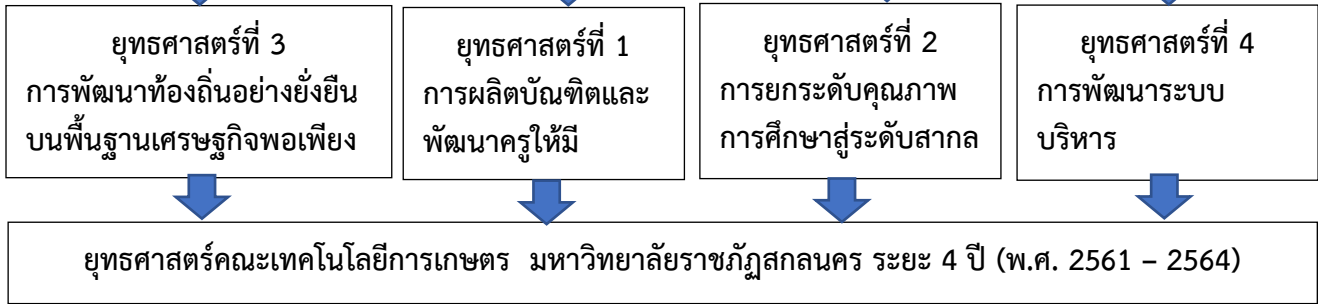 ยุทธศาสตร์ที่ 3
การพัฒนาท้องถิ่นอย่างยั่งยืน
บนพื้นฐานเศรษฐกิจพอเพียง
ยุทธศาสตร์ที่ 1
การผลิตบัณฑิตและ
พัฒนาครูให้มี
ยุทธศาสตร์ที่ 2
การยกระดับคุณภาพ
การศึกษาสู่ระดับสากล
ยุทธศาสตร์ที่ 4
การพัฒนาระบบ
บริหาร
ยุทธศาสตร์คณะเทคโนโลยีการเกษตร มหาวิทยาลัยราชภัฏสกลนคร ระยะ 4 ปี (พ.ศ. 2561 – 2564)